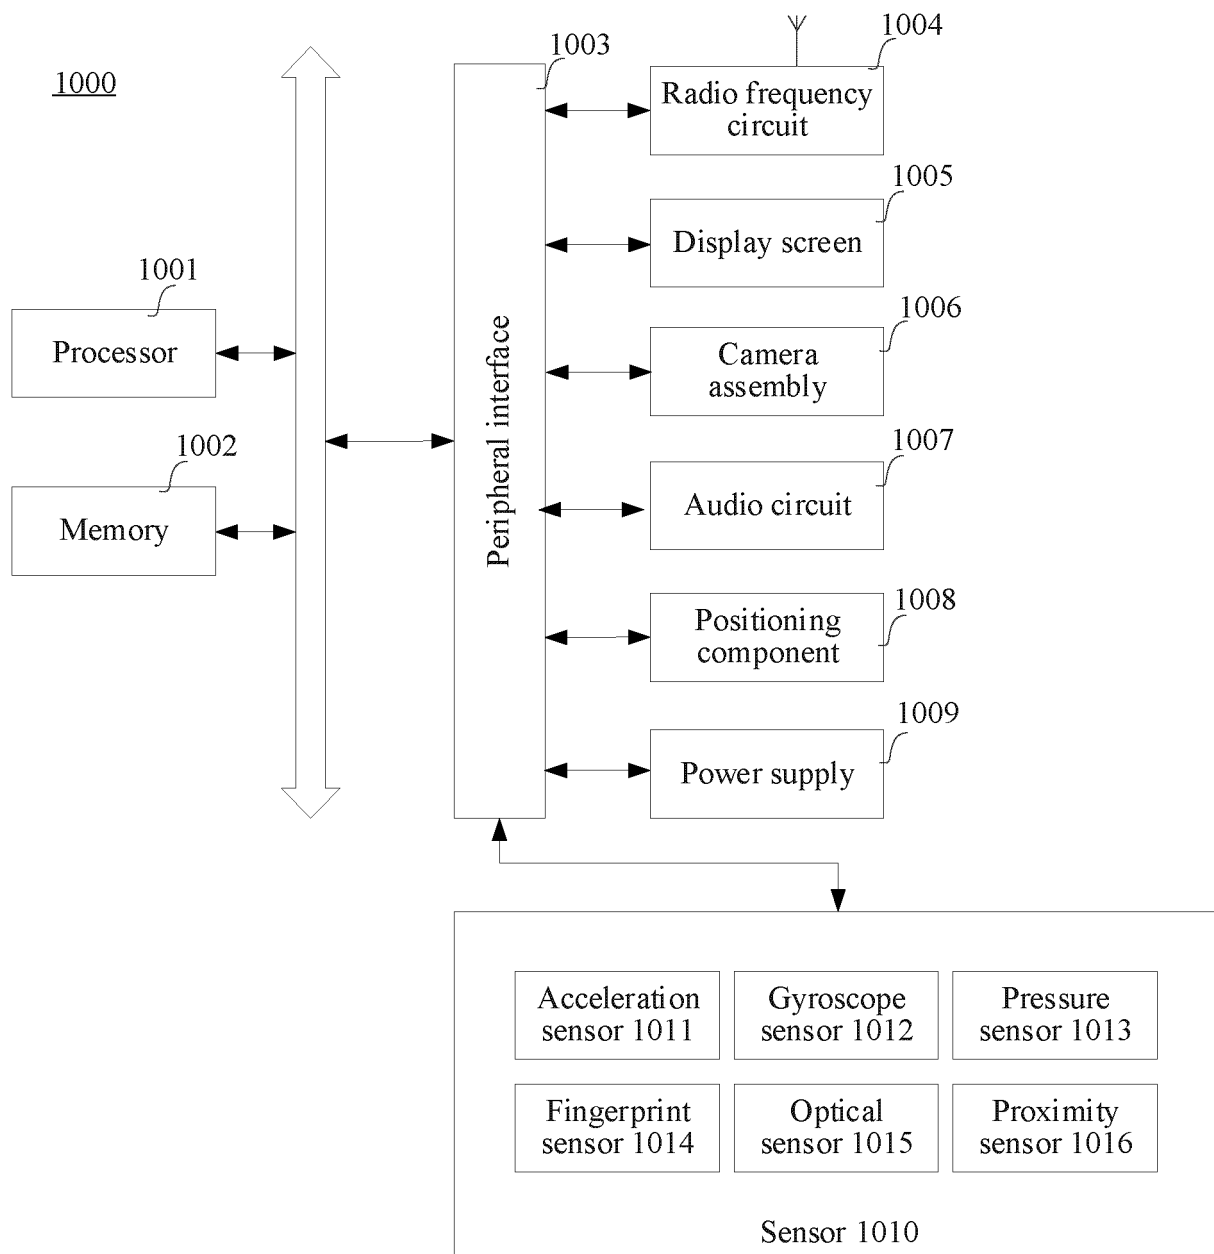 1000
1003
1004
Radio frequency
circuit
1005
Display screen
1001
Processor
1006
Camera
assembly
Peripheral interface
1002
Memory
1007
Audio circuit
1008
Positioning
component
1009
Power supply
Acceleration
sensor 1011
Gyroscope
sensor 1012
Pressure
sensor 1013
Fingerprint
sensor 1014
Optical
sensor 1015
Proximity
sensor 1016
Sensor 1010